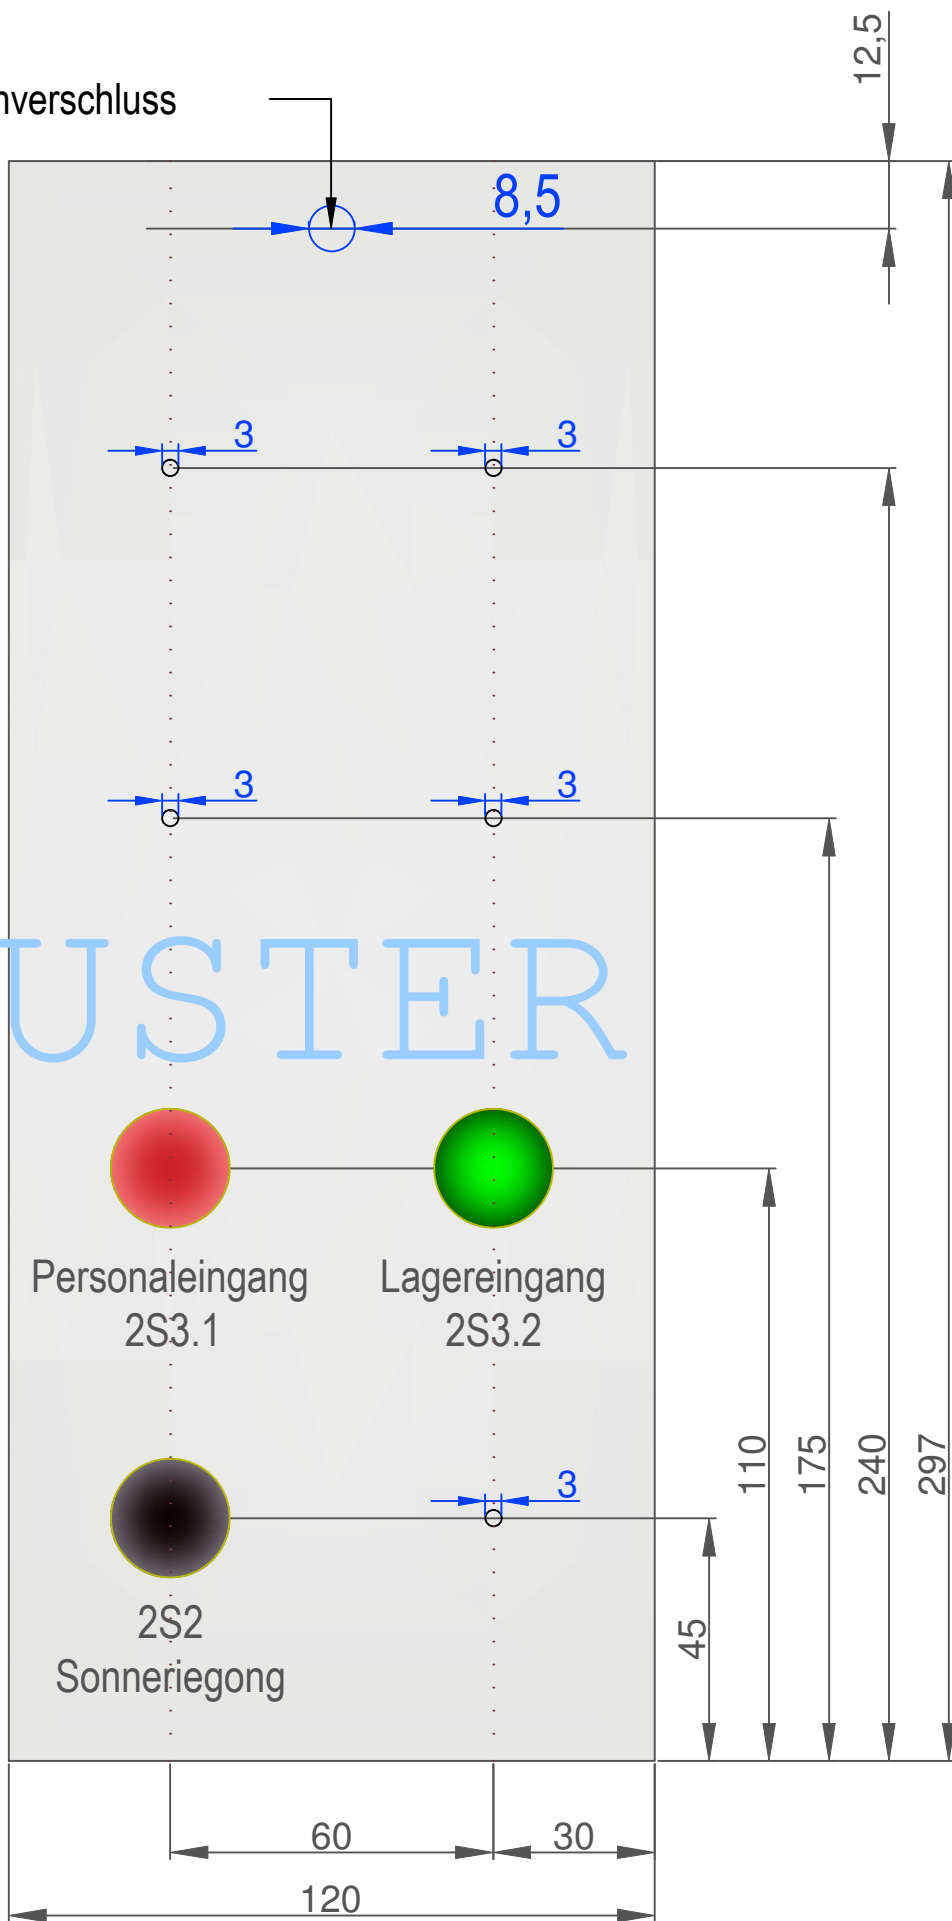 12,5
nverschluss
8,5
3 3
3 3
USTER
Personaleingang Lagereingang
2S3.1 2S3.2
110 175 240 297
3
45
2S2
Sonneriegong
60 30
120